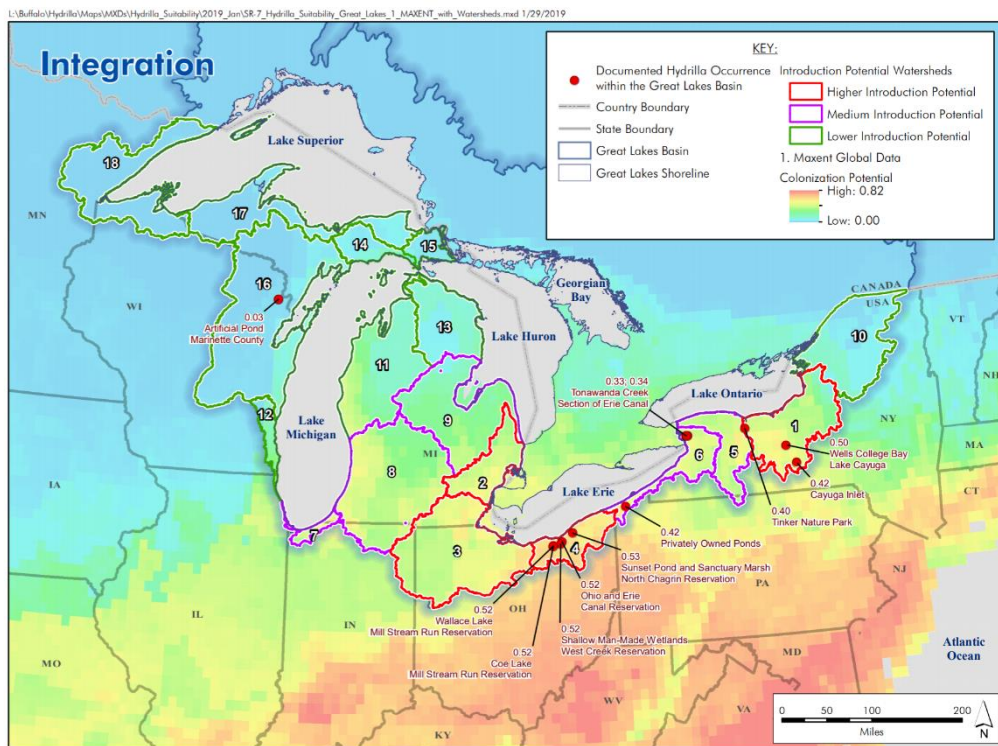 L:\Buffalo\Hydrilla\Maps\MXDs\Hydrilla_Suitability\2019_Jan\SR-7_Hydrilla_Suitability_Great_Lakes_1_MAXENT_with_Watersheds.mxd 1/29/2019
Integration
KEY:
Documented Hydrilla Occurrence
within the Great Lakes Basin
Country Boundary
State Boundary
Great Lakes Basin
Great Lakes Shoreline
Introduction Potential Watersheds
Higher Introduction Potential
Medium Introduction Potential
Lower Introduction Potential
1. Maxent Global Data
Colonization Potential
High: 0.82
Low: 0.00
Lake Superior
18
17
MN
14
15
16
Georgian
Bay
CANADA
USA
WI
0.03
Artificial Pond
Marinette County
13
Lake Huron
VT
10
11
NH
0.33; 0.34
Tonawanda Creek
Section of Erie Canal
Lake Ontario
12
Lake
Michigan
9
MI
NY
1
MA
0.50
Wells College Bay
Lake Cayuga
6
5
8
2
IA
Lake Erie
0.42
Cayuga Inlet
CT
0.40
Tinker Nature Park
7
3
4
0.42
Privately Owned Ponds
0.53
Sunset Pond and Sanctuary Marsh
North Chagrin Reservation
PA
NJ
0.52
Ohio and Erie
Canal Reservation
IL
IN
OH
0.52
Wallace Lake
Mill Stream Run Reservation
0.52
Shallow Man-Made Wetlands
West Creek Reservation
0.52
Coe Lake
Mill Stream Run Reservation
MD
Atlantic
Ocean
MO
WV
VA
KY
0 50 100 200
Miles
N